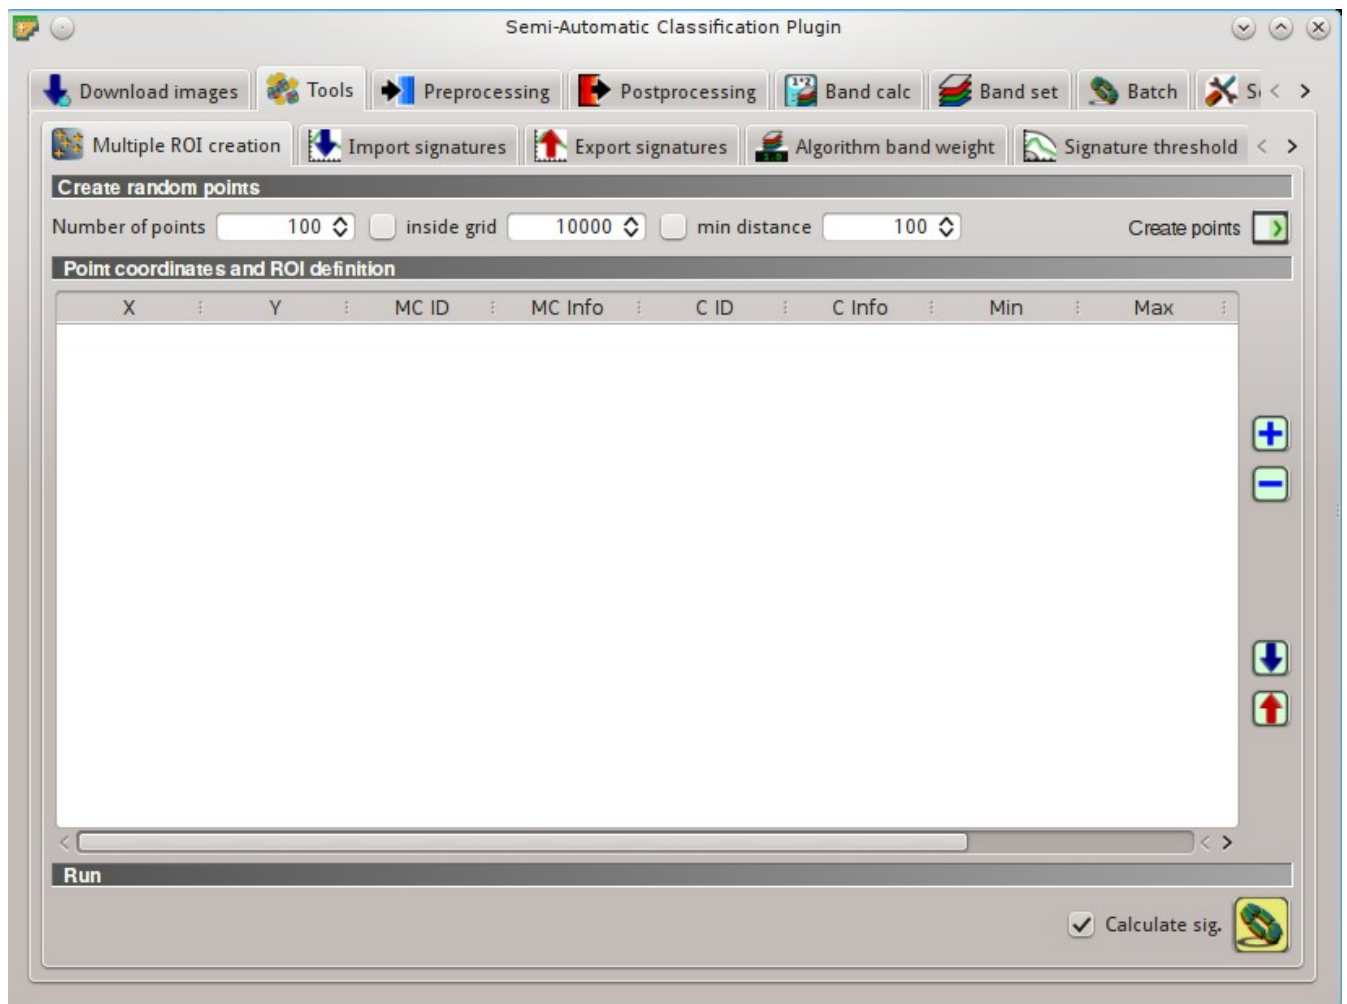 Semi-Automatic Classification Plugin
Download images Tools Preprocessing Postprocessing Band calc Band set Batch
Multiple ROI creation Import signatures Export signatures Algorithm band weight Signature threshold
Create random points
Number of points 100 inside grid 10000 min distance 100 Create points
Point coordinates and ROI definition
X Y MC ID MC Info C ID C Info Min Max
Run
Calculate sig.